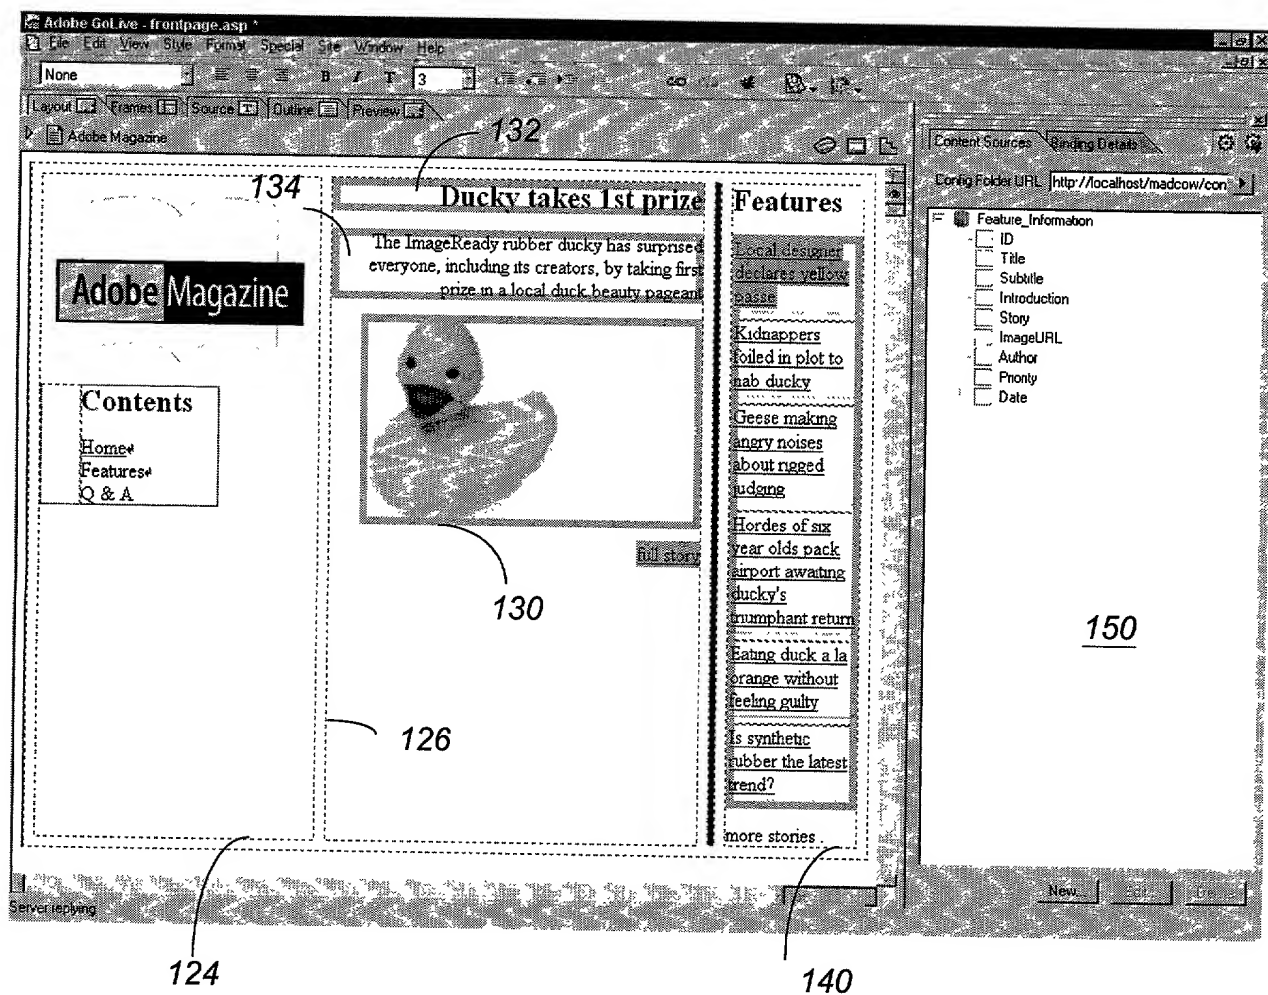 Adobe GoLive - frontpage.asp *
File Edit View Style Format Special Site Window Help
None
B I T
3
Layout Frames Source Outline Preview
Adobe Magazine
132
134
Adobe Magazine
Contents
Home
Features
Q & A
Ducky takes 1st prize
The ImageReady rubber ducky has surprised
everyone, including its creators, by taking first
prize in a local duck beauty pageant
full story
130
126
Features
Local designer
declares yellow
passe
Kidnappers
foiled in plot to
nab ducky
Geese making
angry noises
about rigged
judging
Hordes of six
year olds pack
airport awaiting
ducky's
triumphant return
Eating duck a la
orange without
feeling guilty
Is synthetic
rubber the latest
trend?
more stories
Content Sources Binding Details
Config Folder URL http://localhost/madcow/con
Feature_Information
ID
Title
Subtitle
Introduction
Story
ImageURL
Author
Priority
Date
150
New...
Server replying
124
140